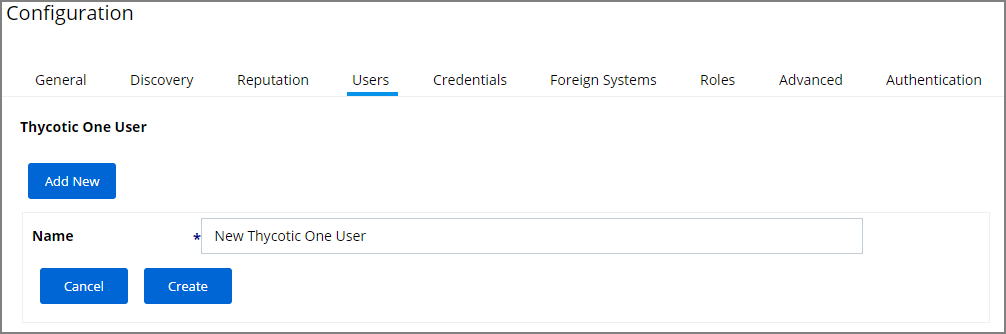 Configuration
General Discovery Reputation Users Credentials Foreign Systems Roles Advanced Authentication
Thycotic One User
Add New
Name * New Thycotic One User
Cancel Create